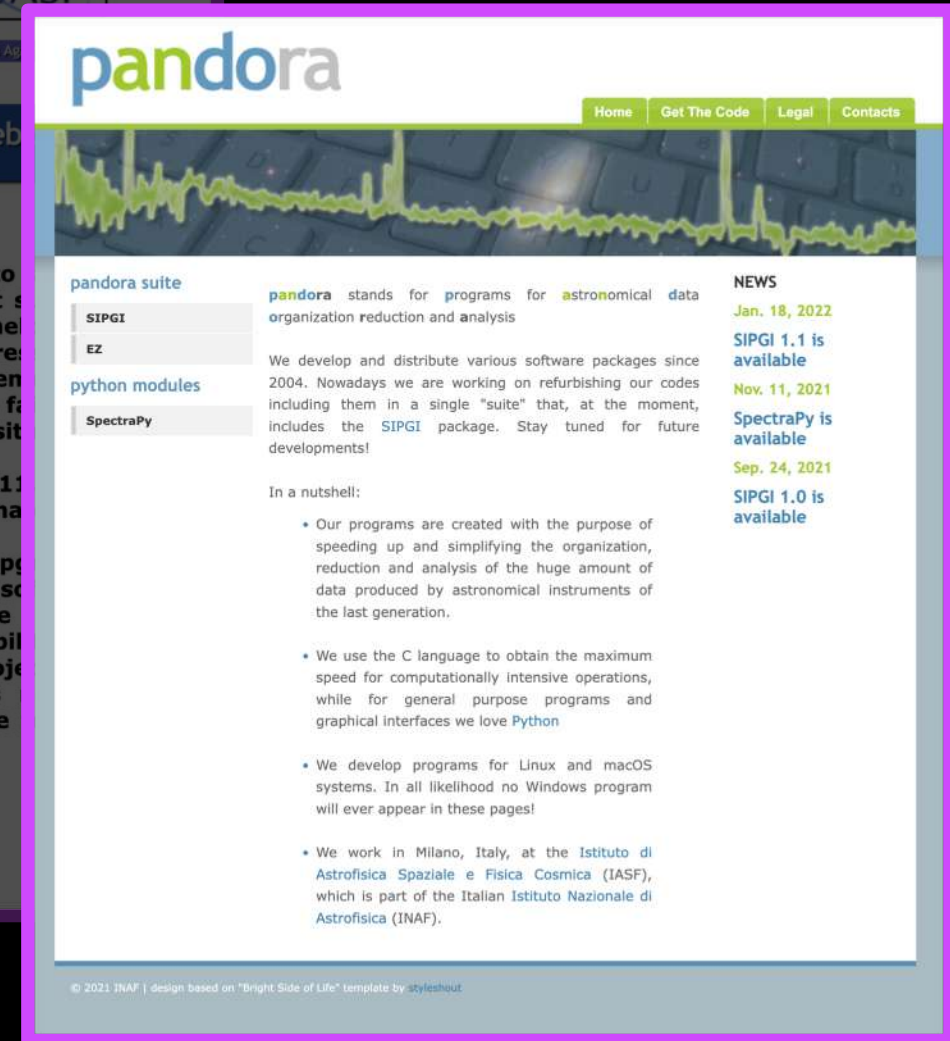 pandora
Home
Get The Code
Legal
Contacts
pandora suite
SIPGI
EZ
python modules
SpectraPy
pandora stands for programs for astronomical data
organization reduction and analysis
We develop and distribute various software packages since
2004. Nowadays we are working on refurbishing our codes
including them in a single "suite" that, at the moment,
includes the SIPGI package. Stay tuned for future
developments!
In a nutshell:
• Our programs are created with the purpose of
speeding up and simplifying the organization,
reduction and analysis of the huge amount of
data produced by astronomical instruments of
the last generation.
• We use the C language to obtain the maximum
speed for computationally intensive operations,
while for general purpose programs and
graphical interfaces we love Python
• We develop programs for Linux and macOS
systems. In all likelihood no Windows program
will ever appear in these pages!
• We work in Milano, Italy, at the Istituto di
Astrofisica Spaziale e Fisica Cosmica (IASF),
which is part of the Italian Istituto Nazionale di
Astrofisica (INAF).
NEWS
Jan. 18, 2022
SIPGI 1.1 is
available
Nov. 11, 2021
SpectraPy is
available
Sep. 24, 2021
SIPGI 1.0 is
available
© 2021 INAF | design based on "Bright Side of Life" template by styleshout